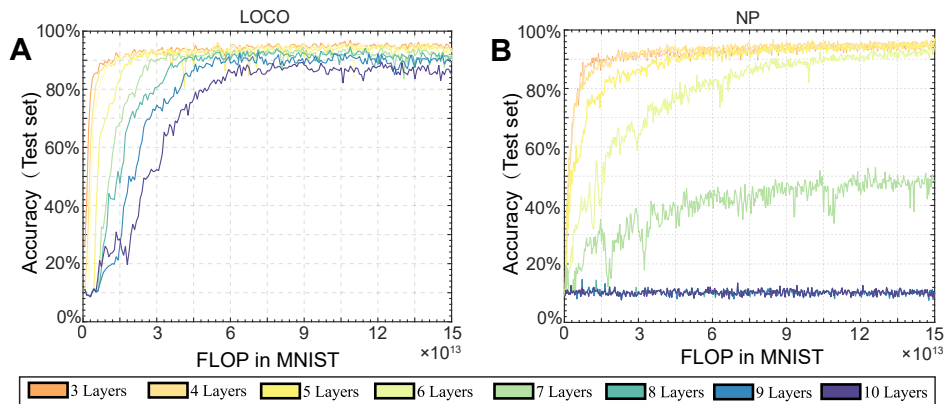 LOCO
NP
A
B
100%
80%
60%
40%
20%
0%
Accuracy（Test set)
0
3
6
9
12
15
×10¹³
FLOP in MNIST
100%
80%
60%
40%
20%
0%
Accuracy（Test set)
0
3
6
9
12
15
×10¹³
FLOP in MNIST
3 Layers 4 Layers 5 Layers 6 Layers 7 Layers 8 Layers 9 Layers 10 Layers